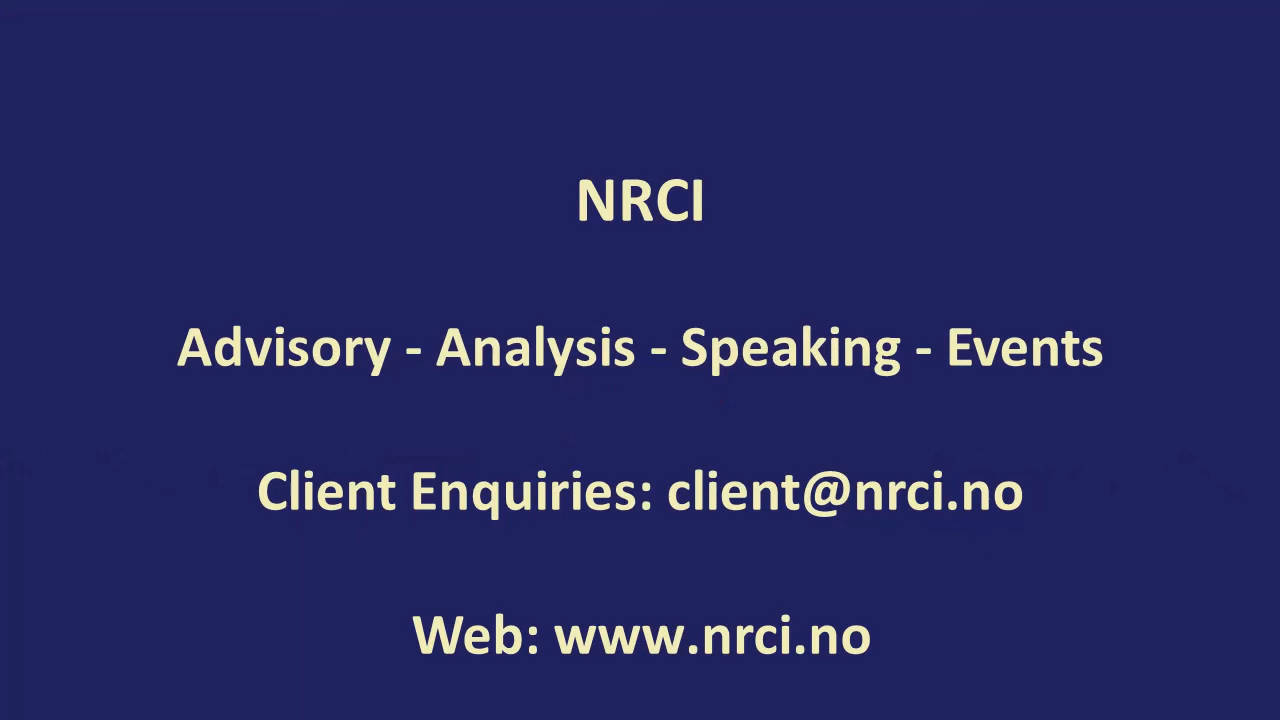 NRCI
Advisory - Analysis - Speaking - Events
Client Enquiries: client@nrci.no
Web: www.nrci.no